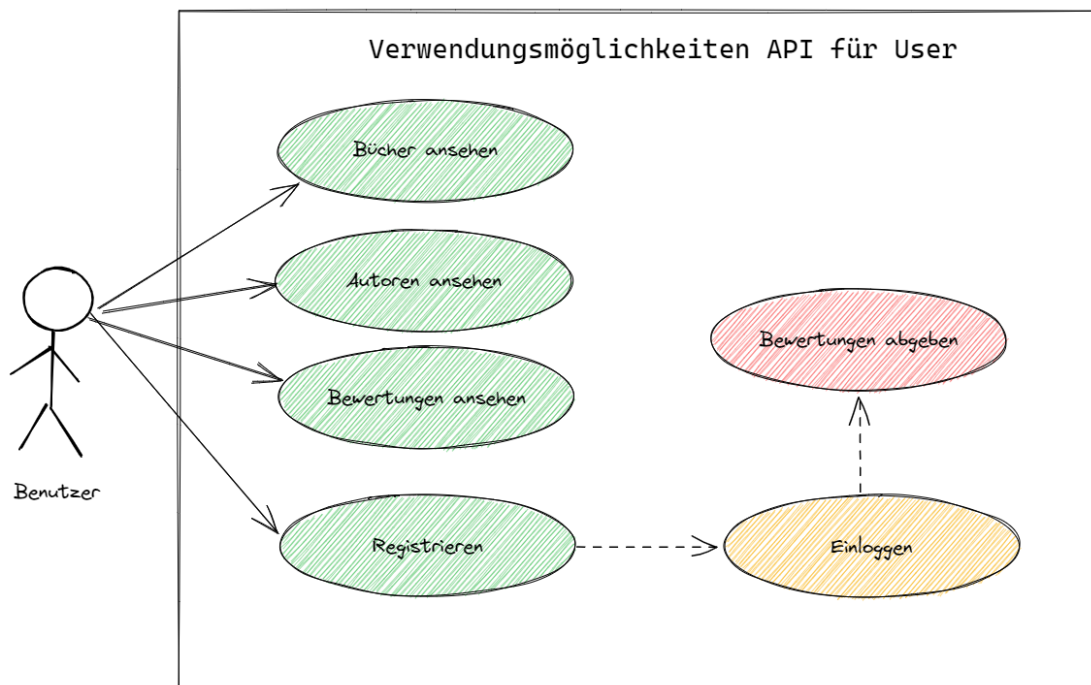 Verwendungsmöglichkeiten API für User
Bücher ansehen
Autoren ansehen
Bewertungen abgeben
Bewertungen ansehen
Benutzer
Registrieren
Einloggen